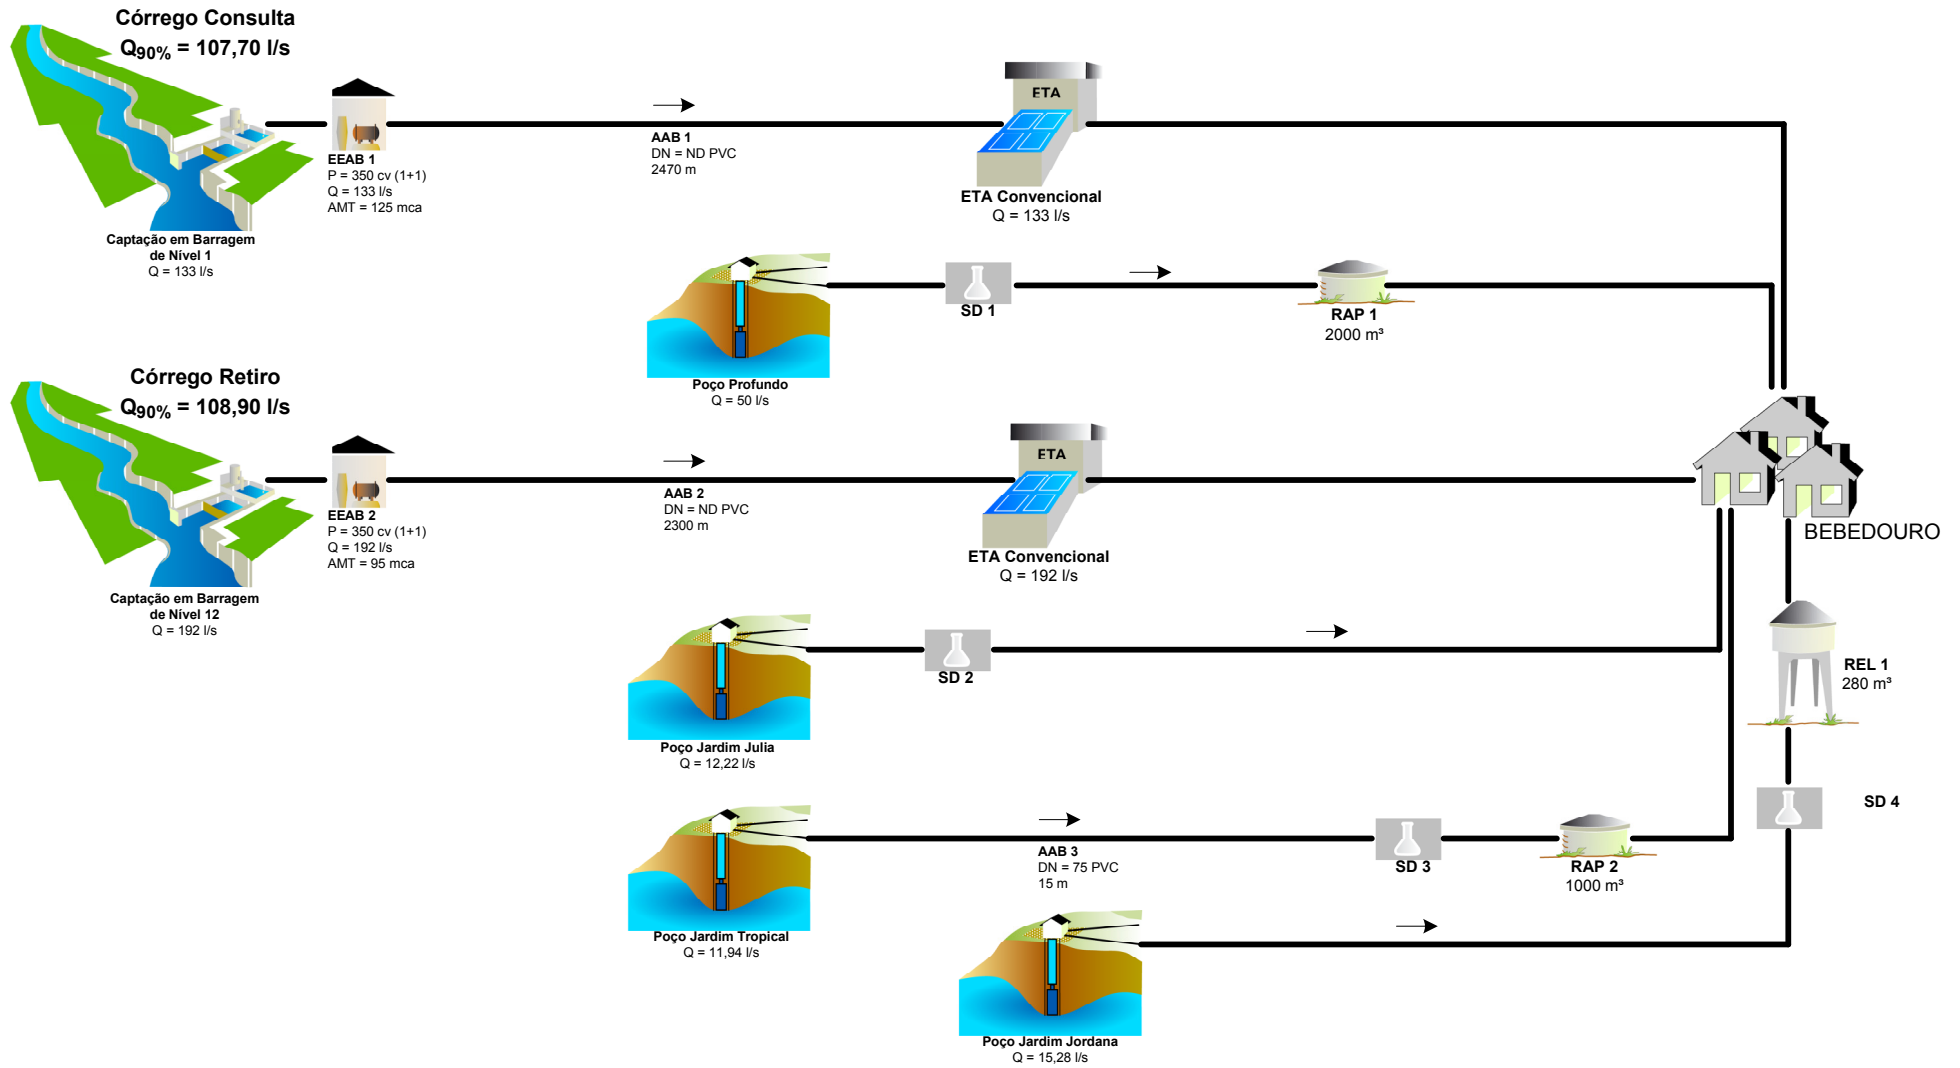 Córrego Consulta
Q90% = 107,70 l/s
EEAB 1
P = 350 cv (1+1)
Q = 133 l/s
AMT = 125 mca
Captação em Barragem
de Nível 1
Q = 133 l/s
AAB 1
DN = ND PVC
2470 m
ETA
ETA Convencional
Q = 133 l/s
Poço Profundo
Q = 50 l/s
SD 1
RAP 1
2000 m³
Córrego Retiro
Q90% = 108,90 l/s
EEAB 2
P = 350 cv (1+1)
Q = 192 l/s
AMT = 95 mca
Captação em Barragem
de Nível 12
Q = 192 l/s
AAB 2
DN = ND PVC
2300 m
ETA
ETA Convencional
Q = 192 l/s
BEBEDOURO
Poço Jardim Julia
Q = 12,22 l/s
SD 2
REL 1
280 m³
Poço Jardim Tropical
Q = 11,94 l/s
AAB 3
DN = 75 PVC
15 m
SD 3
RAP 2
1000 m³
SD 4
Poço Jardim Jordana
Q = 15,28 l/s